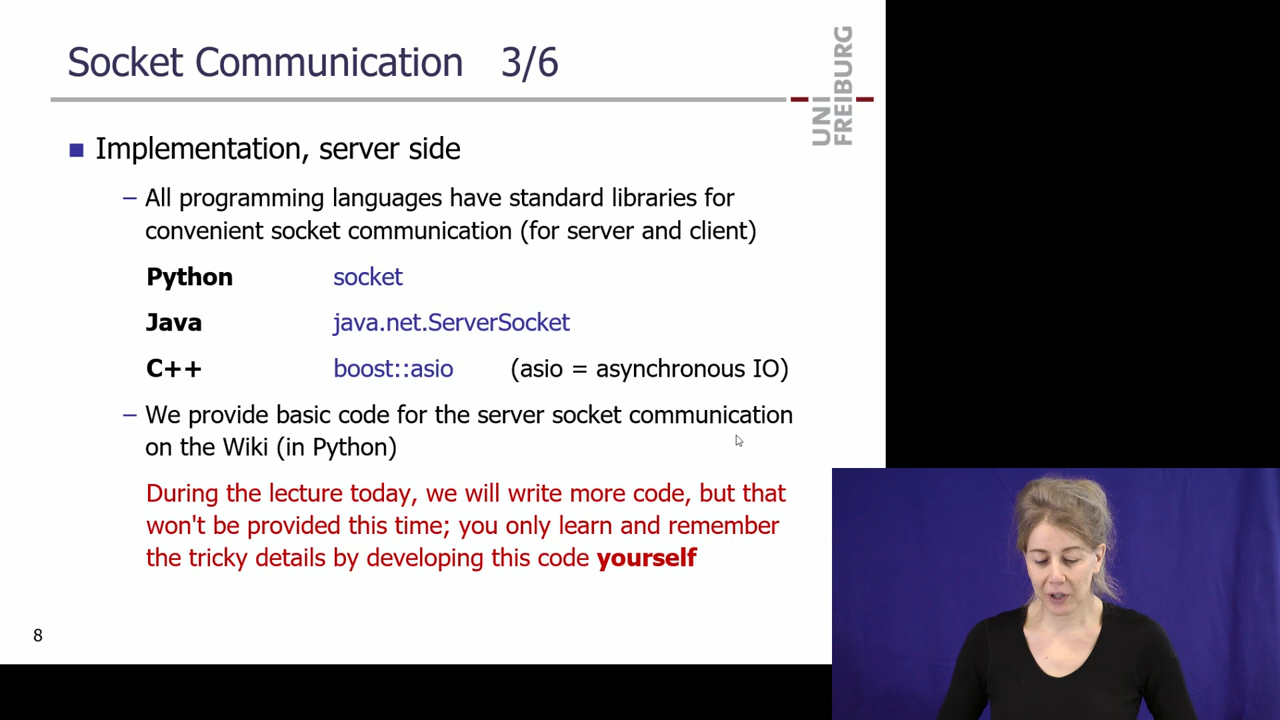 Socket Communication 3/6
UNI
FREIBURG
■ Implementation, server side
– All programming languages have standard libraries for
convenient socket communication (for server and client)
Python socket
Java java.net.ServerSocket
C++ boost::asio (asio = asynchronous IO)
– We provide basic code for the server socket communication
on the Wiki (in Python)
During the lecture today, we will write more code, but that
won't be provided this time; you only learn and remember
the tricky details by developing this code yourself
8